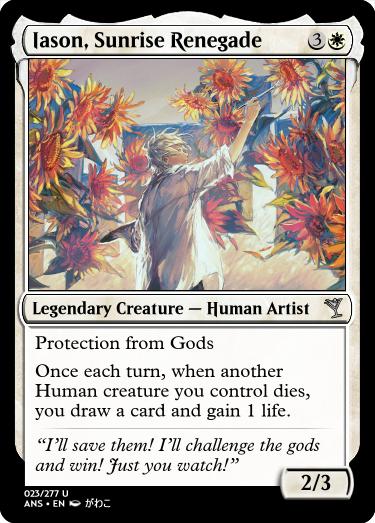 Jason, Sunrise Renegade 3
Legendary Creature — Human Artist
Protection from Gods
Once each turn, when another
Human creature you control dies,
you draw a card and gain 1 life.
“I’ll save them! I’ll challenge the gods
and win! Just you watch!”
2/3
023/277 U
ANS • EN がわこ